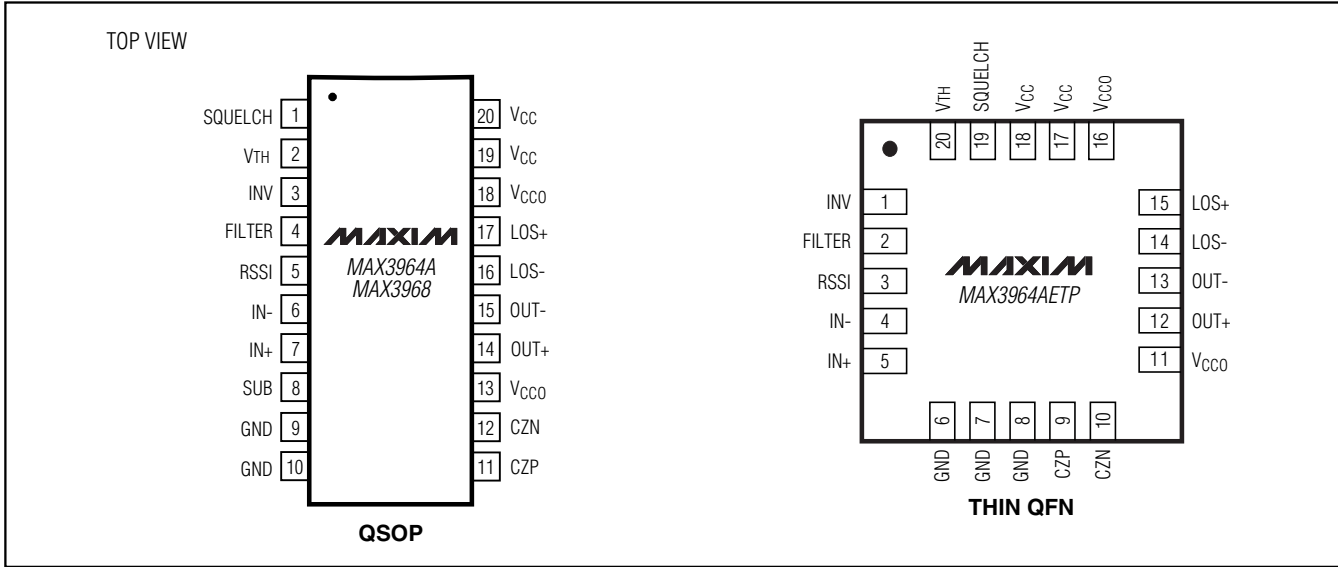 TOP VIEW
SQUELCH 1
VTH 2
INV 3
FILTER 4
RSSI 5
IN- 6
IN+ 7
SUB 8
GND 9
GND 10
20 VCC
19 VCC
18 VCCO
17 LOS+
16 LOS-
15 OUT-
14 OUT+
13 VCCO
12 CZN
11 CZP
MAXIM
MAX3964A
MAX3968
QSOP
VTH
SQUELCH
VCC
VCC
VCCO
20
19
18
17
16
INV 1
FILTER 2
RSSI 3
IN- 4
IN+ 5
15 LOS+
14 LOS-
13 OUT-
12 OUT+
11 VCCO
MAXIM
MAX3964AETP
6
7
8
9
10
GND
GND
GND
CZP
CZN
THIN QFN